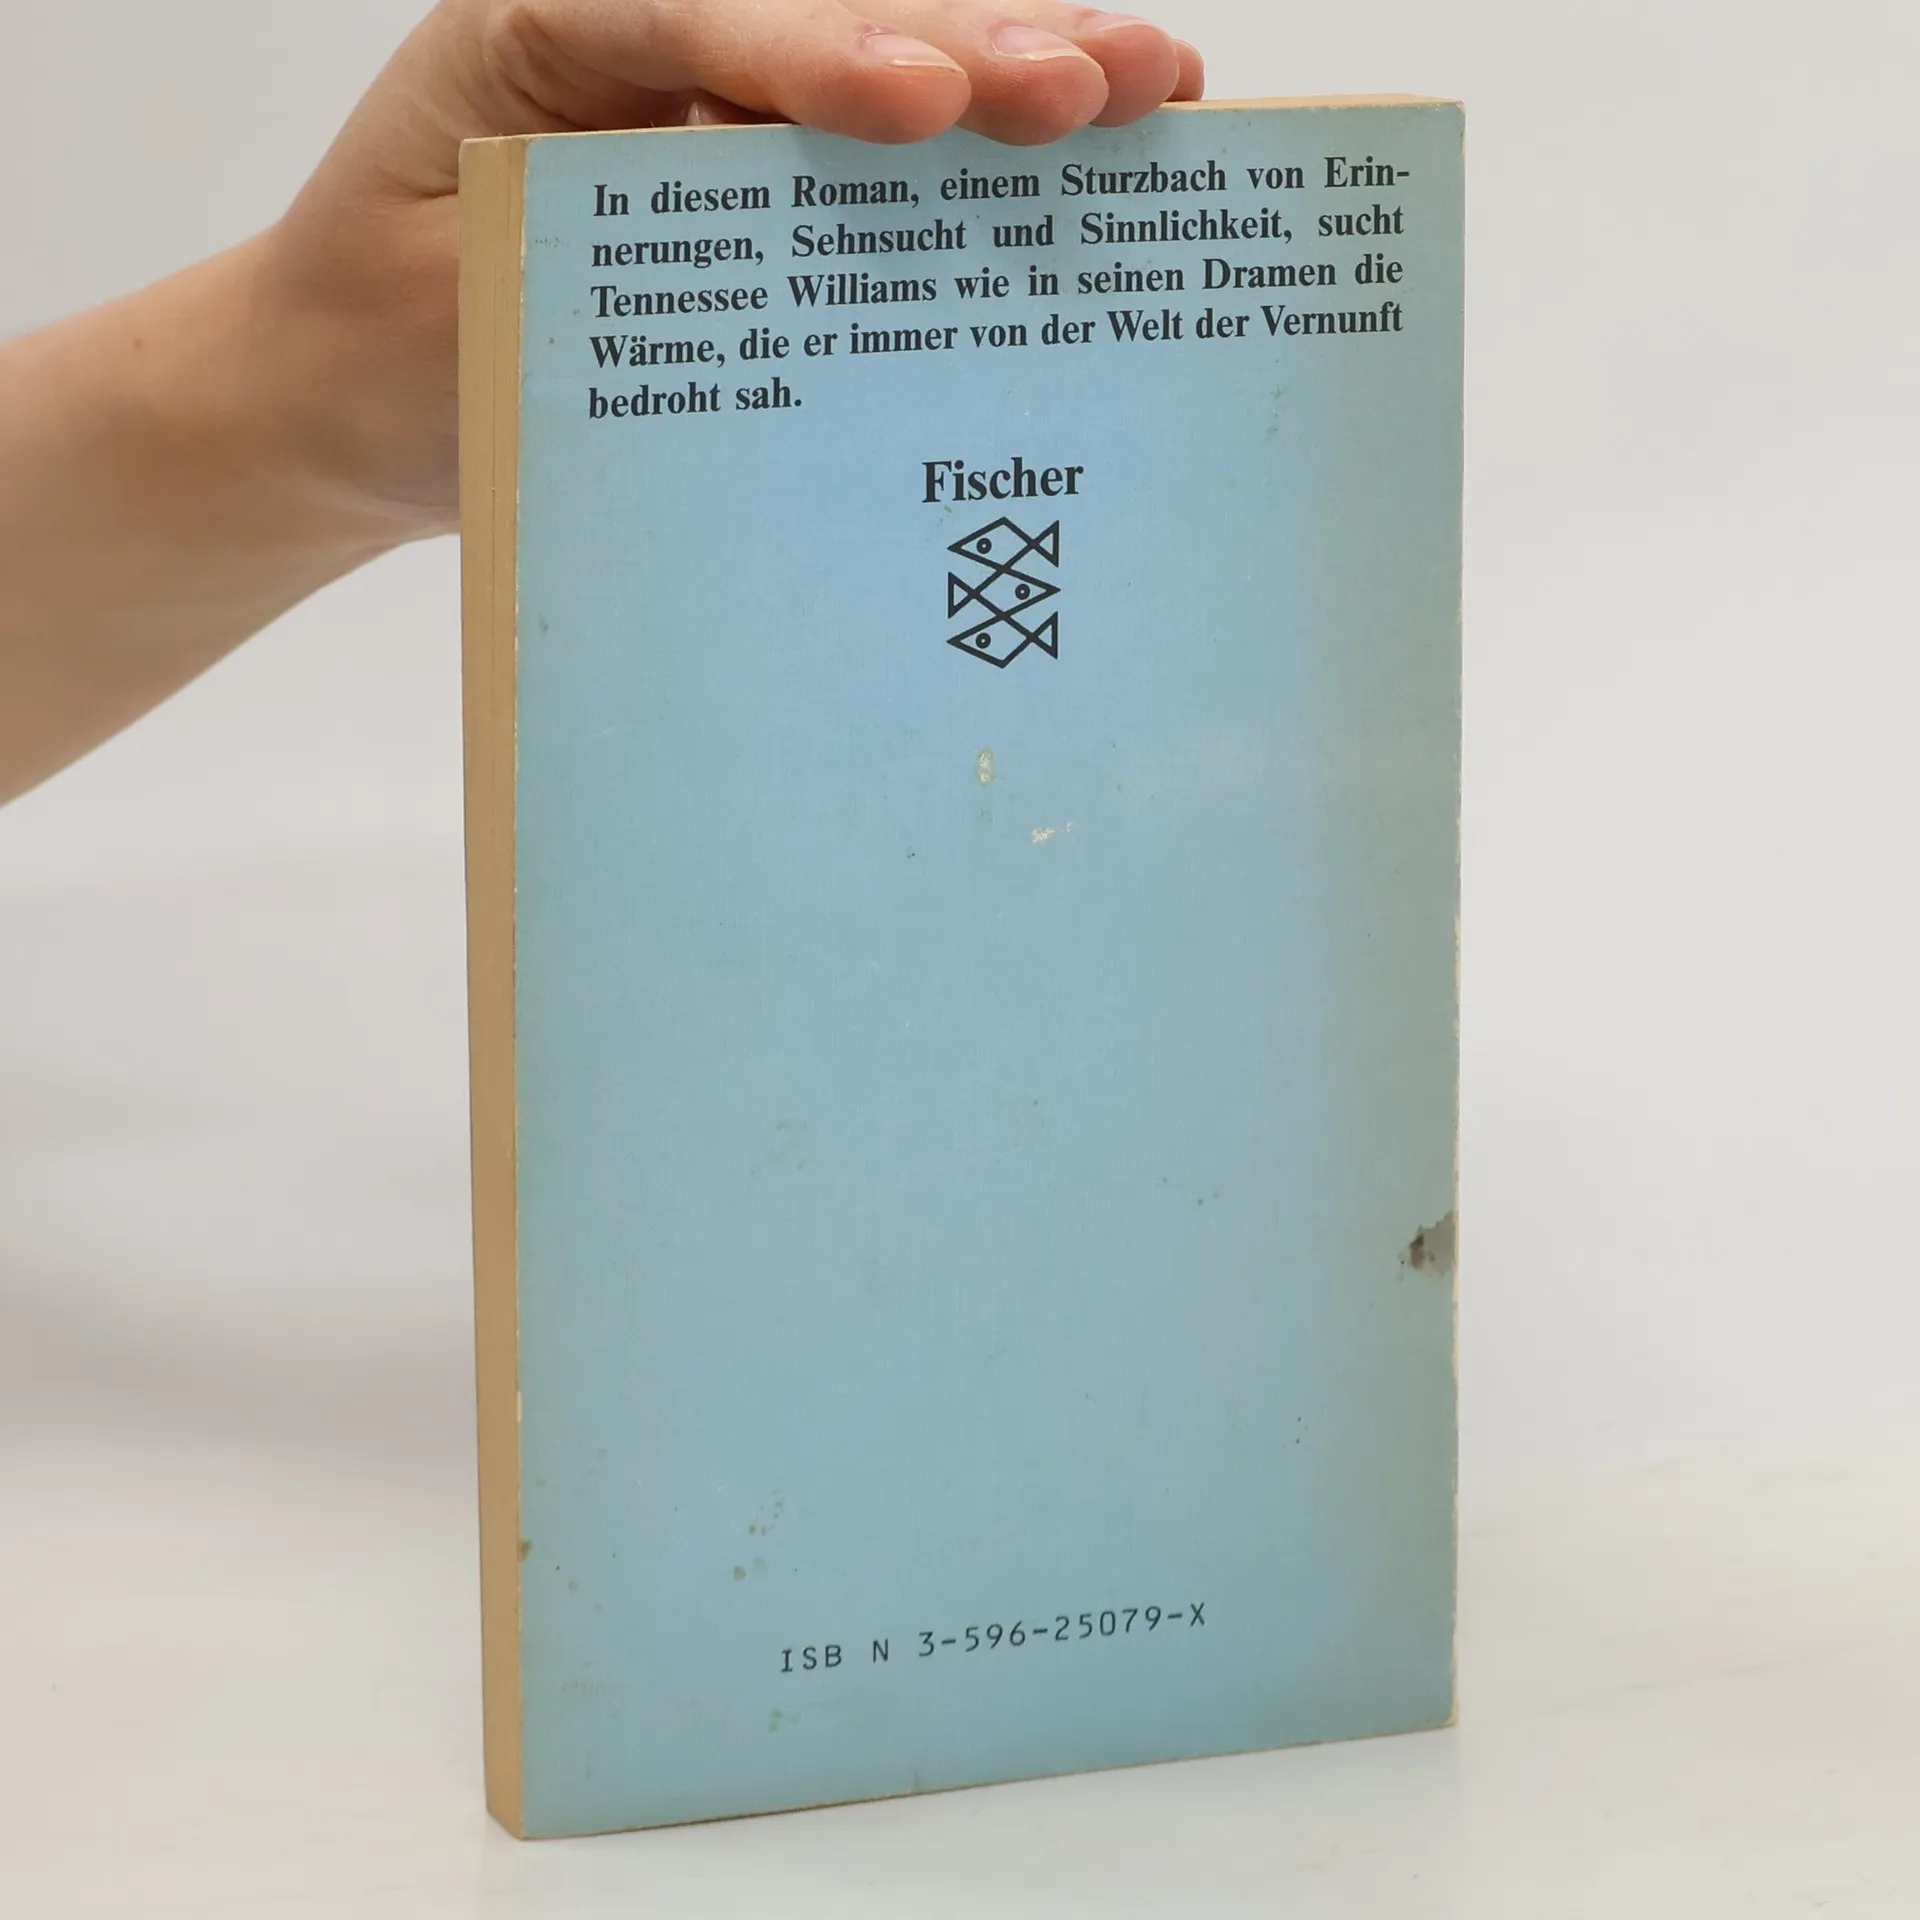 In diesem Roman, einem Sturzbach von Erin-
nerungen, Sehnsucht und Sinnlichkeit, sucht
Tennessee Williams wie in seinen Dramen die
Wärme, die er immer von der Welt der Vernunft
bedroht sah.
Fischer
ISB N 3-596-25079-X